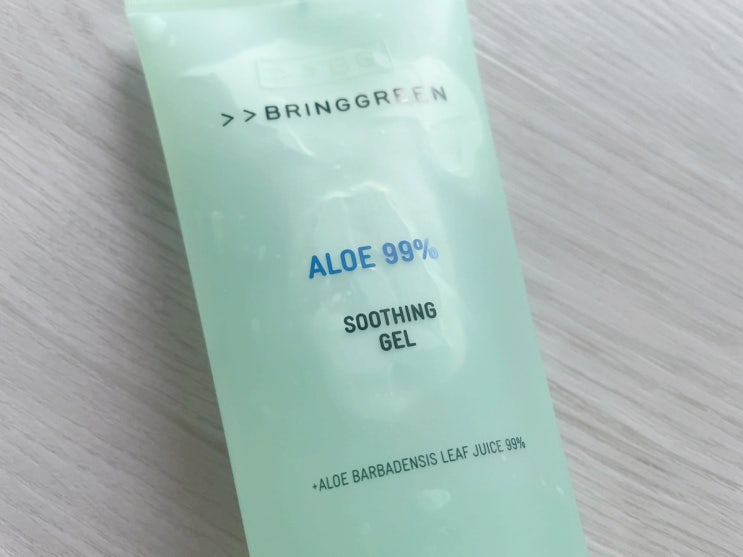 >>BRINGGREEN
ALOE 99%
SOOTHING
GEL
+ALOE BARBADENSIS LEAF JUICE 99%